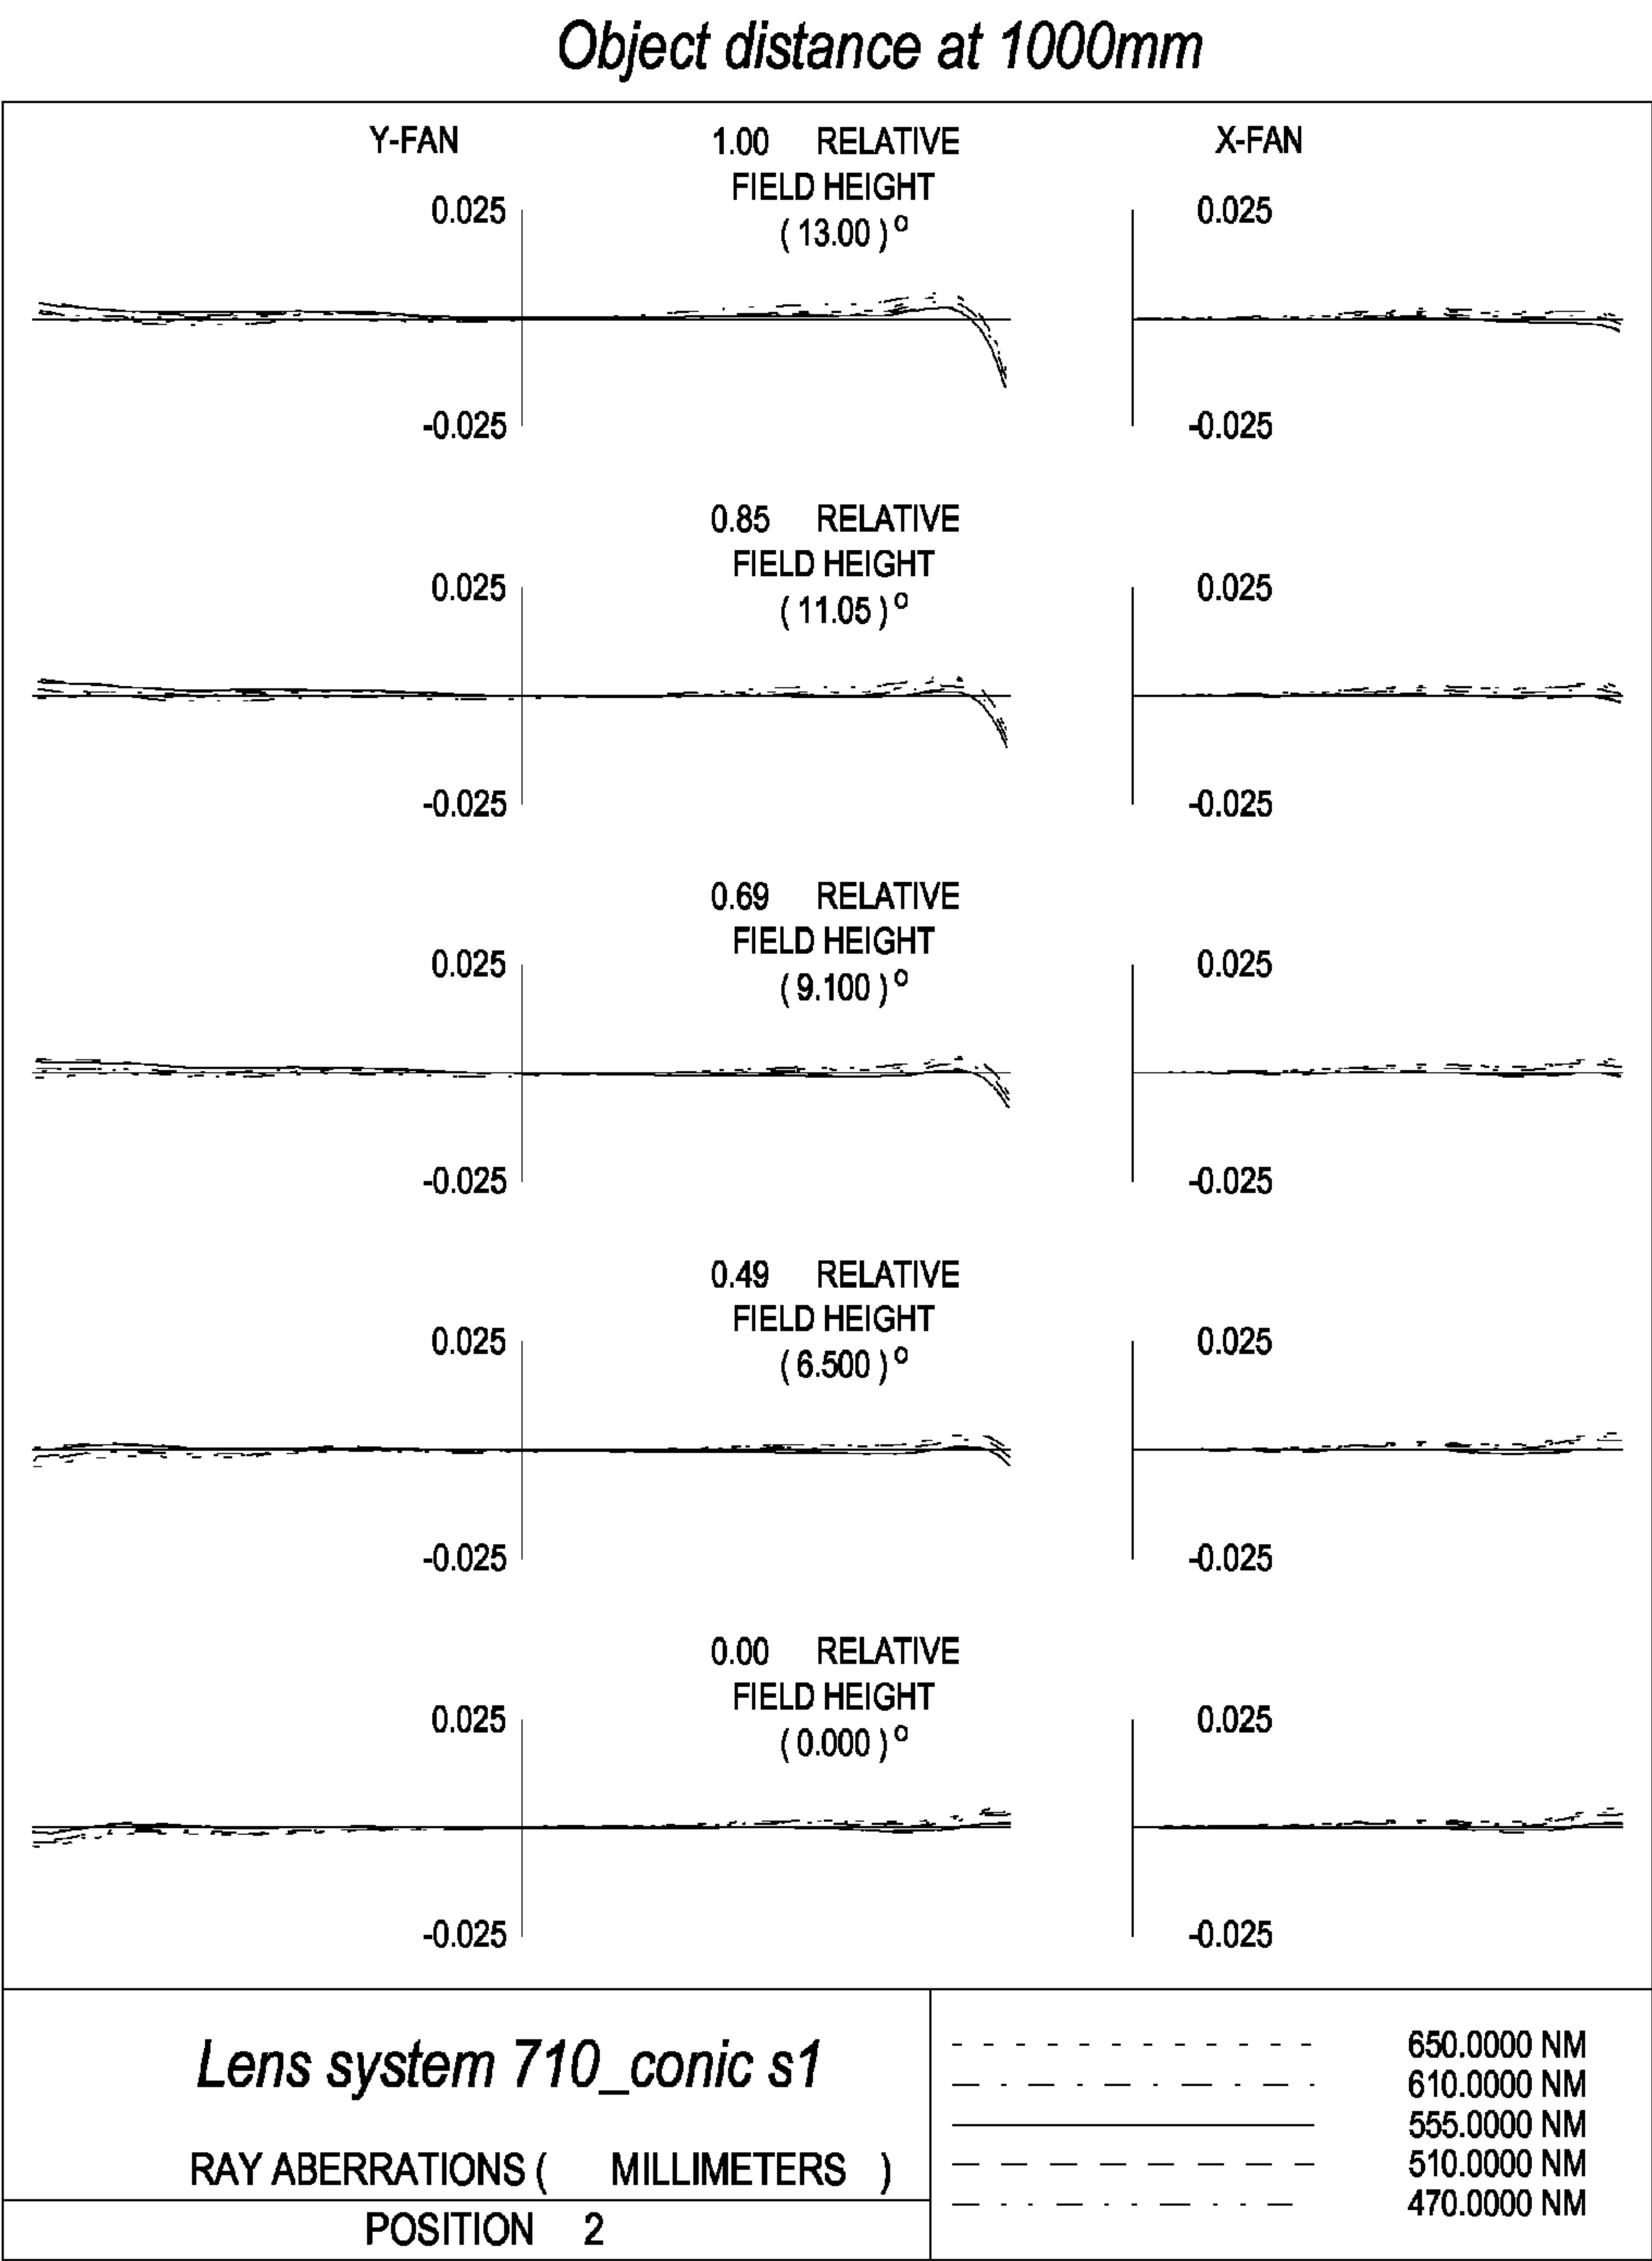 Object distance at 1000mm
Y-FAN 1.00 RELATIVE X-FAN
FIELD HEIGHT
0.025 ( 13.00 )° 0.025
-0.025 -0.025
0.85 RELATIVE
FIELD HEIGHT
0.025 ( 11.05 )° 0.025
-0.025 -0.025
0.69 RELATIVE
FIELD HEIGHT
0.025 ( 9.100 )° 0.025
-0.025 -0.025
0.49 RELATIVE
FIELD HEIGHT
0.025 ( 6.500 )° 0.025
-0.025 -0.025
0.00 RELATIVE
FIELD HEIGHT
0.025 ( 0.000 )° 0.025
-0.025 -0.025
Lens system 710_conic s1
RAY ABERRATIONS ( MILLIMETERS )
POSITION 2
650.0000 NM
610.0000 NM
555.0000 NM
510.0000 NM
470.0000 NM